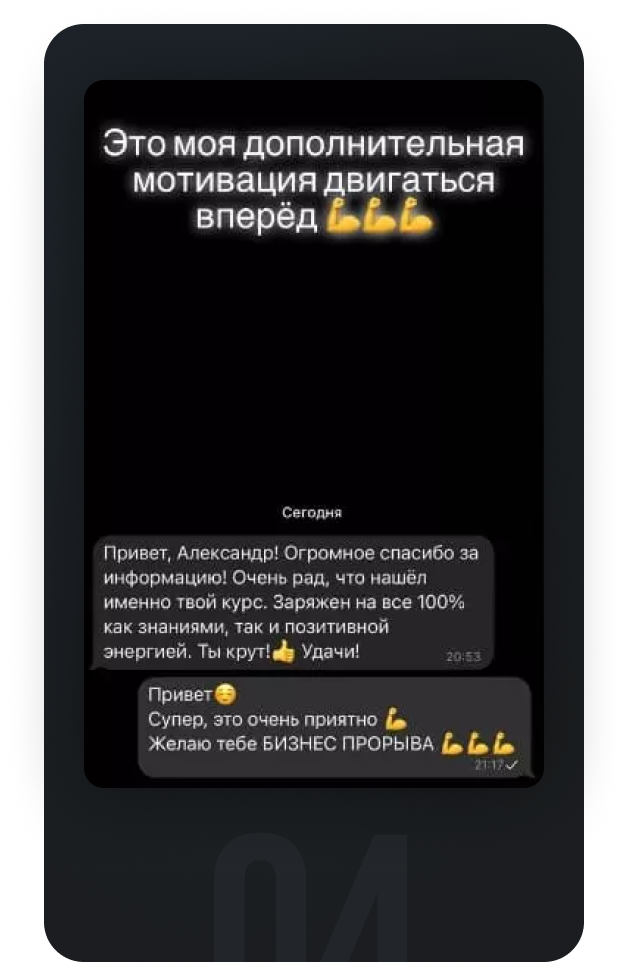 Это моя дополнительная
мотивация двигаться
вперёд 💪💪💪
Сегодня
Привет, Александр! Огромное спасибо за
информацию! Очень рад, что нашёл
именно твой курс. Заряжен на все 100%
как знаниями, так и позитивной
энергией. Ты крут!👍 Удачи!
20:53
Привет☺️
Супер, это очень приятно 💪
Желаю тебе БИЗНЕС ПРОРЫВА 💪💪💪
21:17✓
04